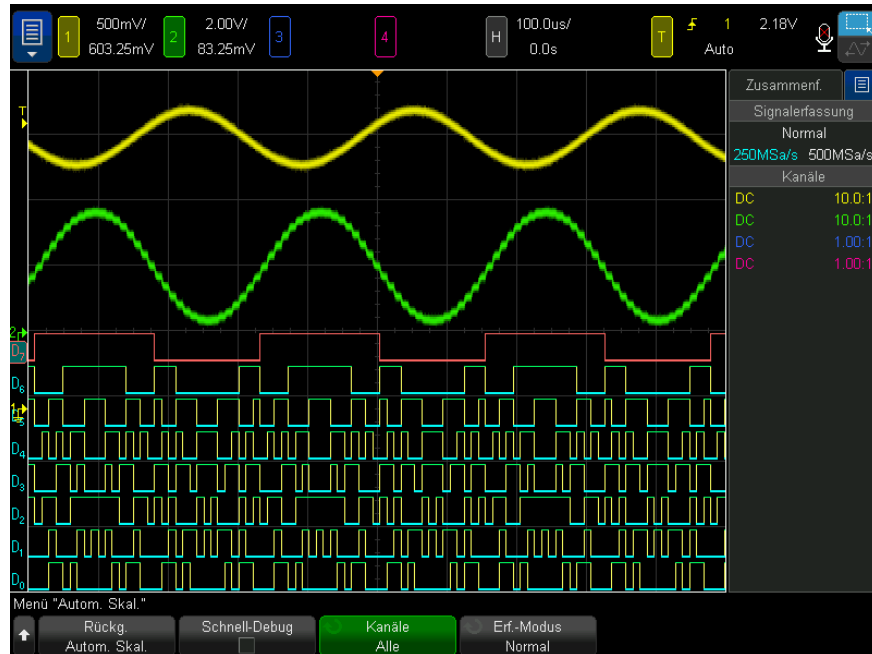 1 500mV/ 603.25mV
2 2.00V/ 83.25mV
3
4
H 100.0us/ 0.0s
T 1 2.18V
Auto
Zusammenf.
Signalerfassung
Normal
250MSa/s 500MSa/s
Kanäle
DC 10.0:1
DC 10.0:1
DC 1.00:1
DC 1.00:1
T
2
D7
D6
1
D4
D3
D2
D1
D0
Menü "Autom. Skal."
Rückg.
Autom. Skal.
Schnell-Debug
Kanäle
Alle
Erf.-Modus
Normal